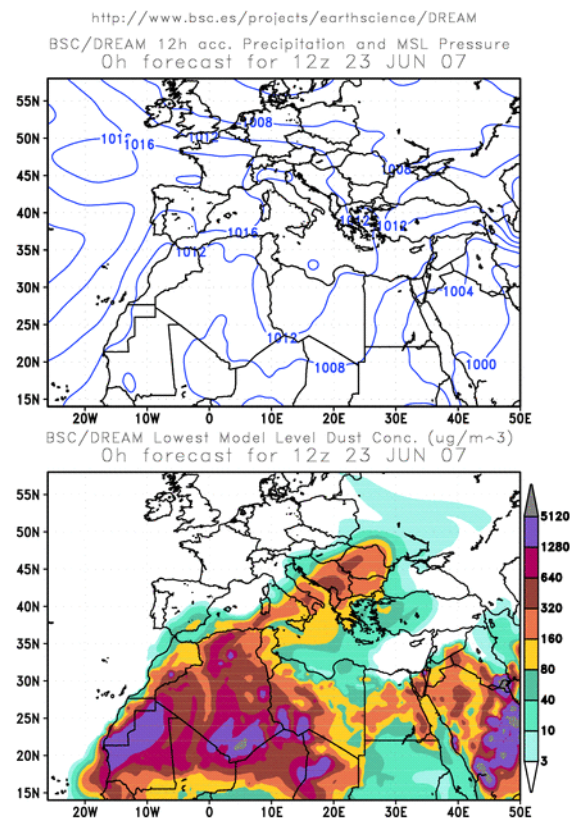 http://www.bsc.es/projects/earthscience/DREAM
BSC/DREAM 12h acc. Precipitation and MSL Pressure
0h forecast for 12z 23 JUN 07
55N
50N
45N
40N
35N
30N
25N
20N
15N
1008
1012
1016
1008
1016
1012
1012
1012
1004
1012
1008
1000
20W 10W 0 10E 20E 30E 40E 50E
BSC/DREAM Lowest Model Level Dust Conc. (ug/m^3)
0h forecast for 12z 23 JUN 07
55N
50N
45N
40N
35N
30N
25N
20N
15N
20W 10W 0 10E 20E 30E 40E 50E
5120
1280
640
320
160
80
40
10
3